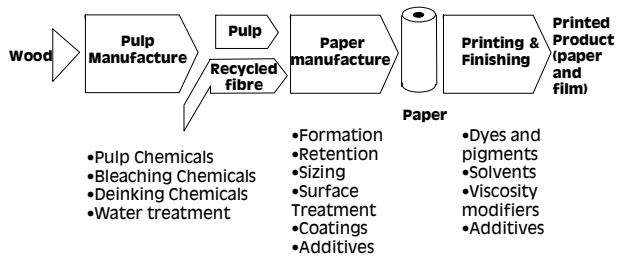 Wood
Pulp
Manufacture
Pulp
Recycled
fibre
Paper
manufacture
Paper
Printing &
Finishing
Printed
Product
(paper
and
film)
•Pulp Chemicals
•Bleaching Chemicals
•Deinking Chemicals
•Water treatment
•Formation
•Retention
•Sizing
•Surface
Treatment
•Coatings
•Additives
•Dyes and
pigments
•Solvents
•Viscosity
modifiers
•Additives